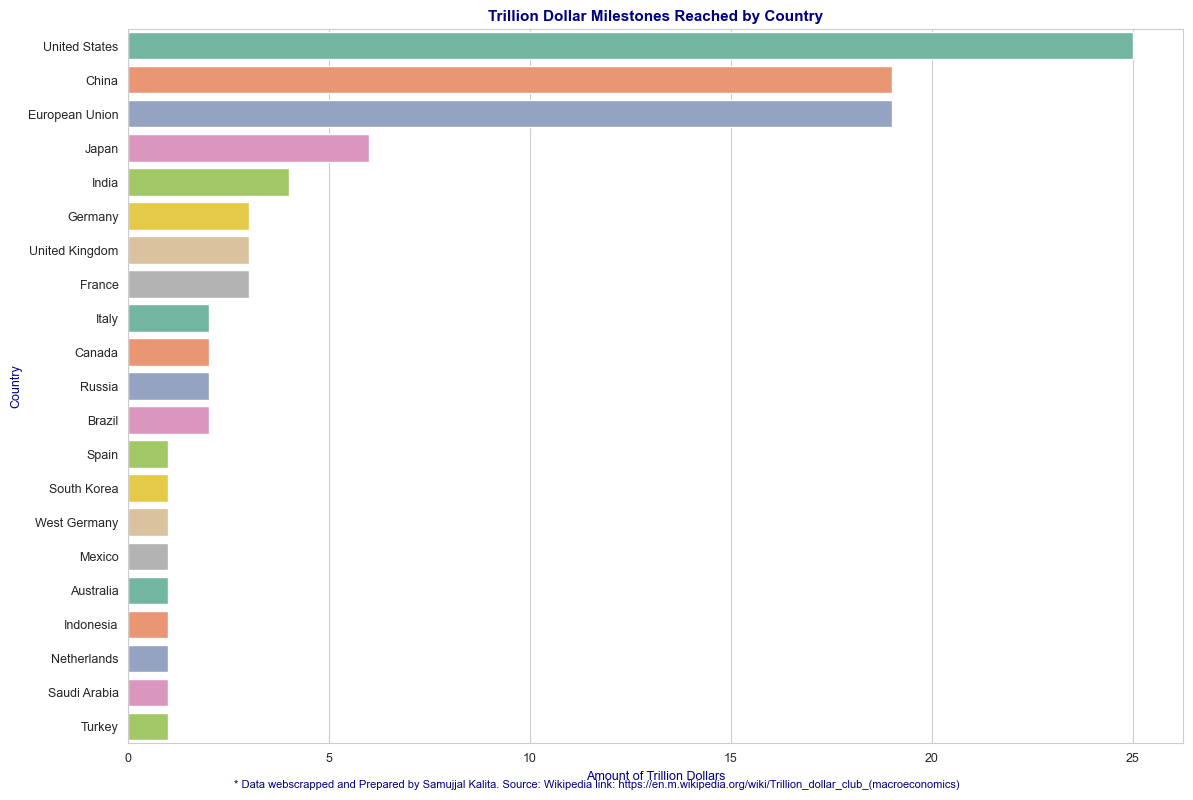 Trillion Dollar Milestones Reached by Country
United States
China
European Union
Japan
India
Germany
United Kingdom
France
Italy
Canada
Russia
Brazil
Spain
South Korea
West Germany
Mexico
Australia
Indonesia
Netherlands
Saudi Arabia
Turkey
Country
0 5 10 15 20 25
Amount of Trillion Dollars
* Data webscrapped and Prepared by Samujjal Kalita. Source: Wikipedia link: https://en.m.wikipedia.org/wiki/Trillion_dollar_club_(macroeconomics)